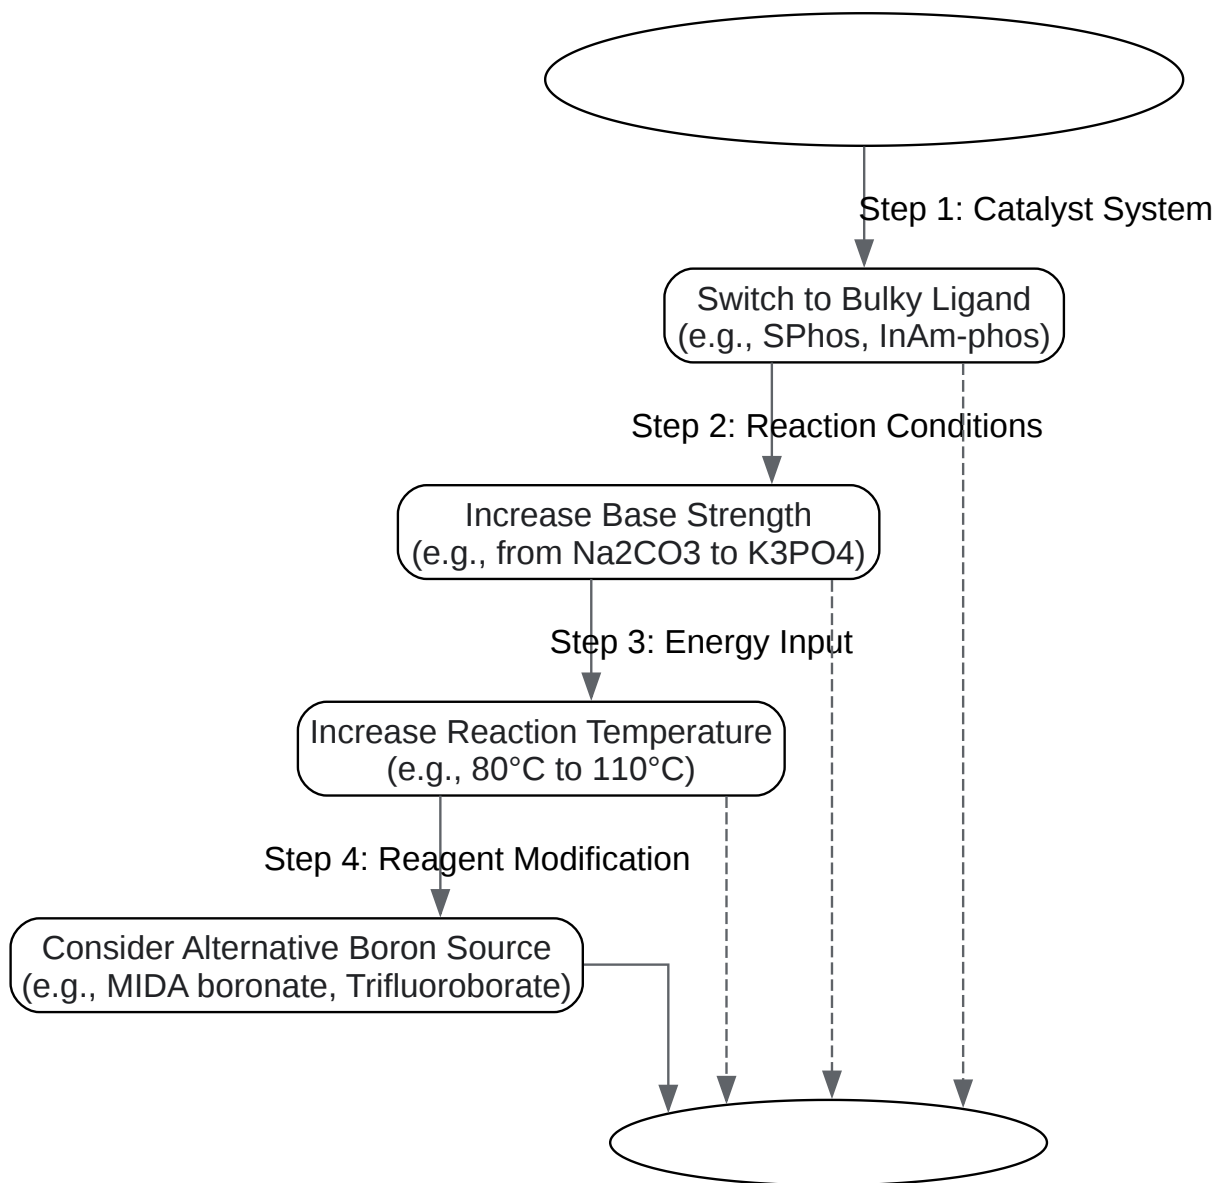 Step 1: Catalyst System
Switch to Bulky Ligand
(e.g., SPhos, InAm-phos)
Step 2: Reaction Conditions
Increase Base Strength
(e.g., from Na2CO3 to K3PO4)
Step 3: Energy Input
Increase Reaction Temperature
(e.g., 80°C to 110°C)
Step 4: Reagent Modification
Consider Alternative Boron Source
(e.g., MIDA boronate, Trifluoroborate)